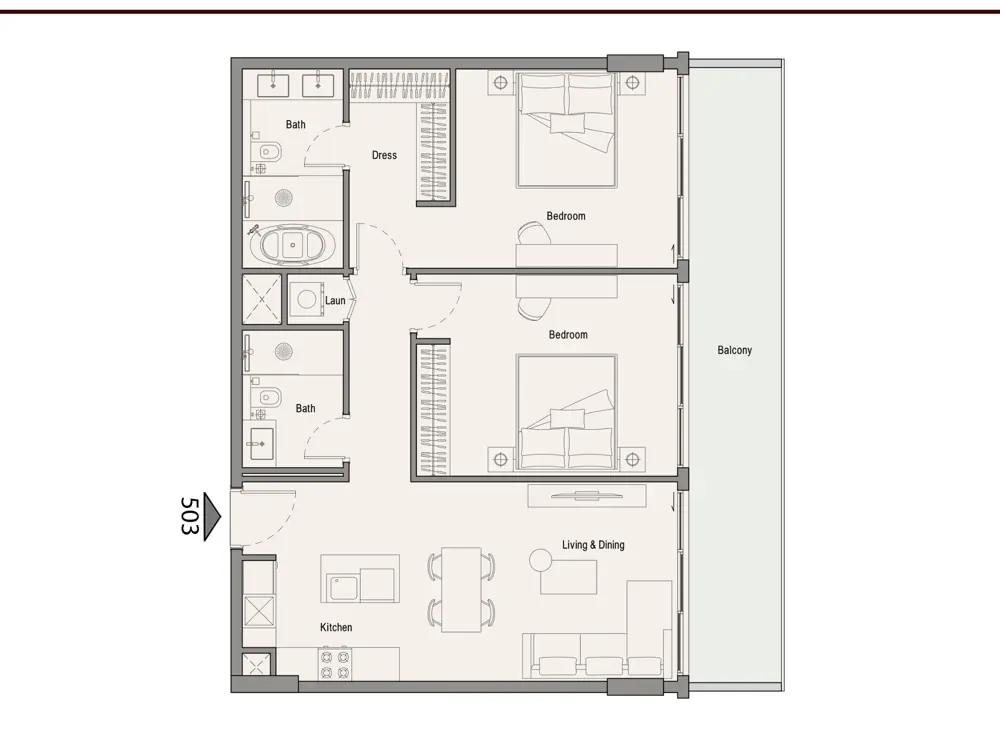 Bath
Dress
Bedroom
Laun
Bedroom
Balcony
Bath
503
Living & Dining
Kitchen